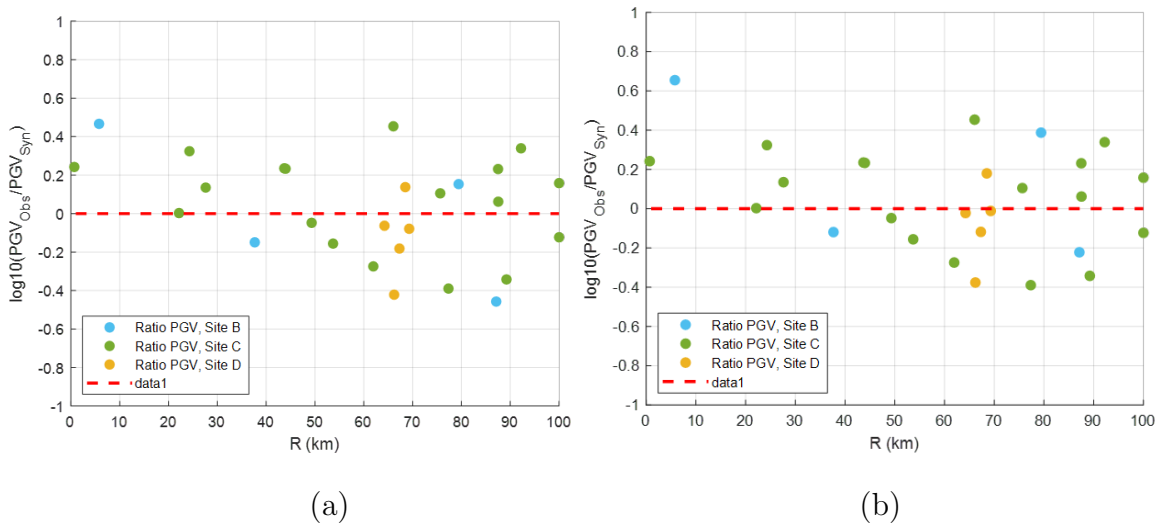 log10(PGV_Obs/PGV_Syn)
1
0.8
0.6
0.4
0.2
0
-0.2
-0.4
-0.6
-0.8
-1
Ratio PGV, Site B
Ratio PGV, Site C
Ratio PGV, Site D
data1
0 10 20 30 40 50 60 70 80 90 100
R (km)
(a)
log10(PGV_Obs/PGV_Syn)
1
0.8
0.6
0.4
0.2
0
-0.2
-0.4
-0.6
-0.8
-1
Ratio PGV, Site B
Ratio PGV, Site C
Ratio PGV, Site D
data1
0 10 20 30 40 50 60 70 80 90 100
R (km)
(b)